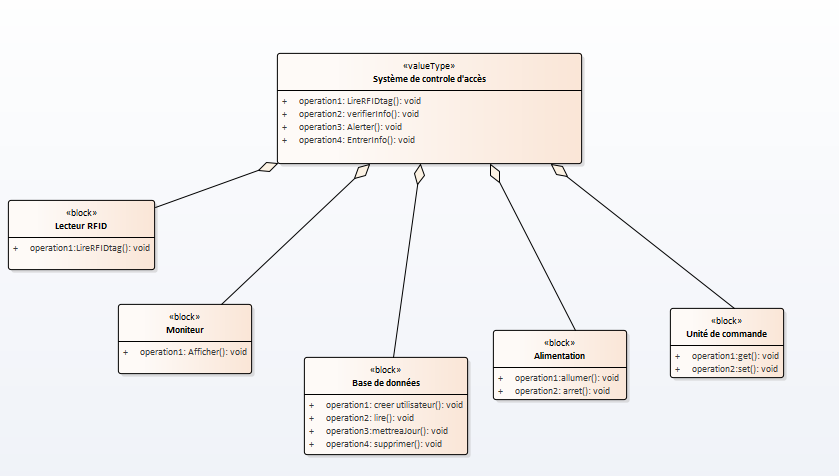 «valueType»
Système de controle d'accès
+ operation1: LireRFIDtag(): void
+ operation2: verifierInfo(): void
+ operation3: Alerter(): void
+ operation4: EntrerInfo(): void
«block»
Lecteur RFID
+ operation1:LireRFIDtag(): void
«block»
Moniteur
+ operation1: Afficher(): void
«block»
Base de données
+ operation1: creer utilisateur(): void
+ operation2: lire(): void
+ operation3:mettreaJour(): void
+ operation4: supprimer(): void
«block»
Alimentation
+ operation1:allumer(): void
+ operation2: arret(): void
«block»
Unité de commande
+ operation1:get(): void
+ operation2:set(): void